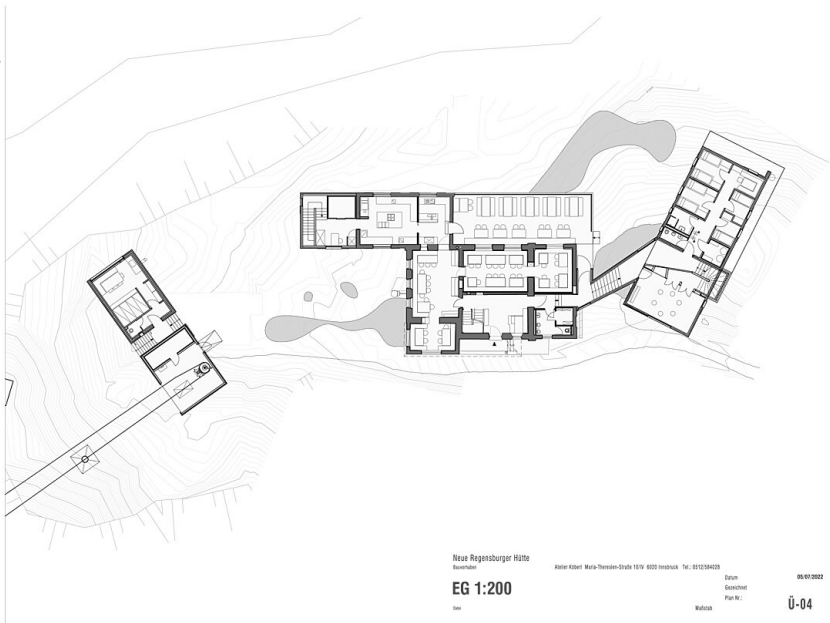 Neue Regensburger Hütte
Bauvorhaben
Atelier Köberl Maria-Theresien-Straße 10/IV 6020 Innsbruck Tel.: 0512/584028
EG 1:200
Datum 05/07/2022
Gezeichnet
Plan Nr.: Ü-04
Maßstab